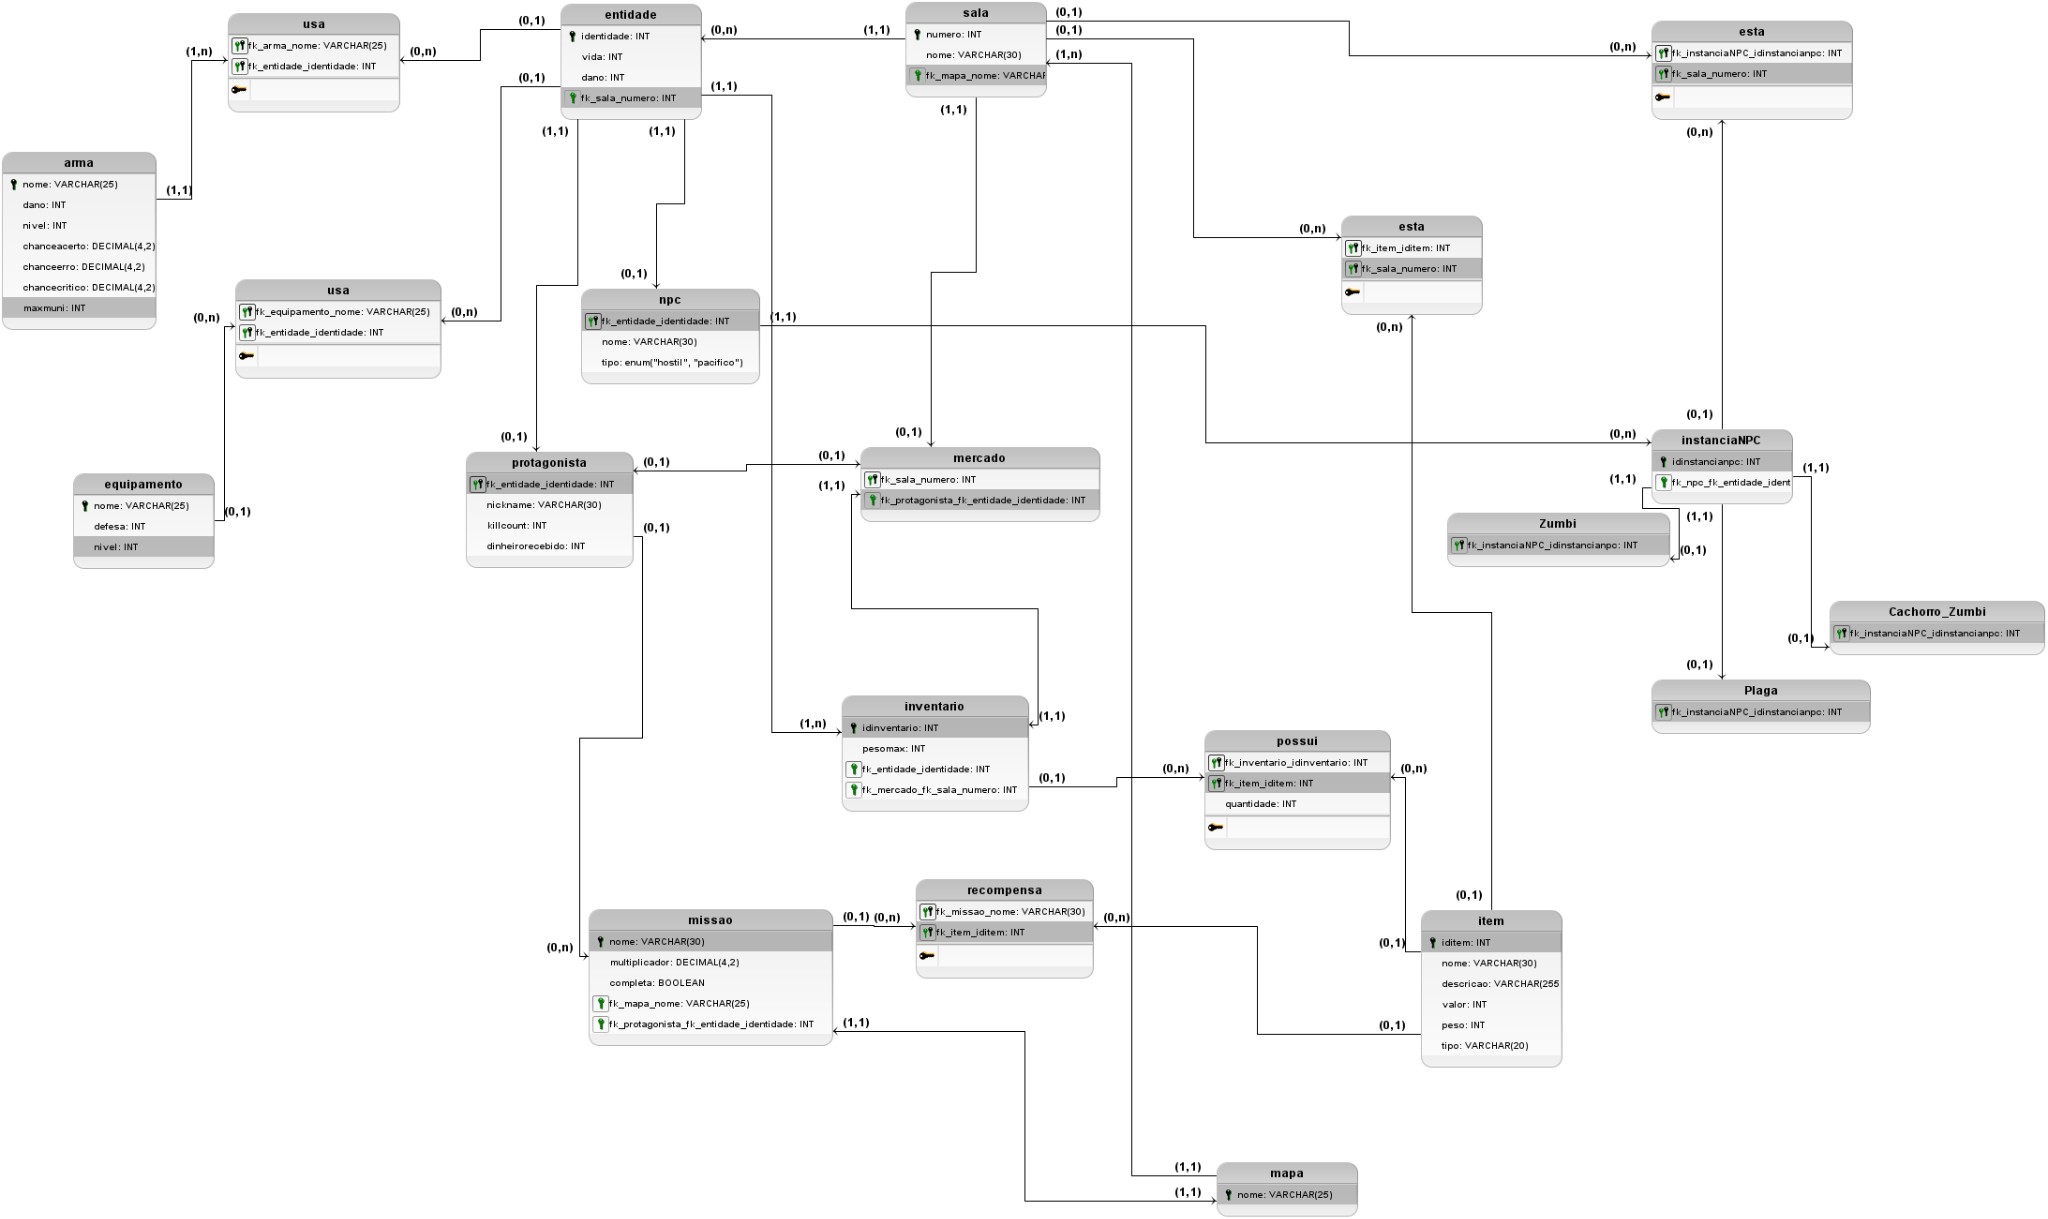 usa
fk_arma_nome: VARCHAR(25)
fk_entidade_identidade: INT
(1,n)
(0,n)
(0,1)
entidade
identidade: INT
vida: INT
dano: INT
fk_sala_numero: INT
(0,1)
(1,1)
(1,1)
(1,1)
(0,n)
(1,1)
sala
numero: INT
nome: VARCHAR(30)
fk_mapa_nome: VARCHAR
(0,1)
(0,1)
(1,n)
(1,1)
(0,n)
esta
fk_instanciaNPC_idinstancianpc: INT
fk_sala_numero: INT
(0,n)
arma
nome: VARCHAR(25)
dano: INT
nivel: INT
chanceacerto: DECIMAL(4,2)
chanceerro: DECIMAL(4,2)
chancecritico: DECIMAL(4,2)
maxmuni: INT
(1,1)
usa
fk_equipamento_nome: VARCHAR(25)
fk_entidade_identidade: INT
(0,n)
(0,n)
npc
fk_entidade_identidade: INT
nome: VARCHAR(30)
tipo: enum("hostil", "pacifico")
(0,1)
(1,1)
esta
fk_item_iditem: INT
fk_sala_numero: INT
(0,n)
(0,n)
equipamento
nome: VARCHAR(25)
defesa: INT
nivel: INT
(0,1)
protagonista
fk_entidade_identidade: INT
nickname: VARCHAR(30)
killcount: INT
dinheirorecebido: INT
(0,1)
(0,1)
(0,1)
mercado
fk_sala_numero: INT
fk_protagonista_fk_entidade_identidade: INT
(0,1)
(0,1)
(1,1)
instanciaNPC
idinstancianpc: INT
fk_npc_fk_entidade_ident
(0,1)
(0,n)
(1,1)
(1,1)
(1,1)
Zumbi
fk_instanciaNPC_idinstancianpc: INT
(0,1)
Cachorro_Zumbi
fk_instanciaNPC_idinstancianpc: INT
(0,1)
Plaga
fk_instanciaNPC_idinstancianpc: INT
(0,1)
inventario
idinventario: INT
pesomax: INT
fk_entidade_identidade: INT
fk_mercado_fk_sala_numero: INT
(1,n)
(1,1)
(0,1)
possui
fk_inventario_idinventario: INT
fk_item_iditem: INT
quantidade: INT
(0,n)
(0,n)
missao
nome: VARCHAR(30)
multiplicador: DECIMAL(4,2)
completa: BOOLEAN
fk_mapa_nome: VARCHAR(25)
fk_protagonista_fk_entidade_identidade: INT
(0,n)
(0,1)
(1,1)
recompensa
fk_missao_nome: VARCHAR(30)
fk_item_iditem: INT
(0,n)
(0,n)
item
iditem: INT
nome: VARCHAR(30)
descricao: VARCHAR(255
valor: INT
peso: INT
tipo: VARCHAR(20)
(0,1)
(0,1)
(0,1)
mapa
nome: VARCHAR(25)
(1,1)
(1,1)